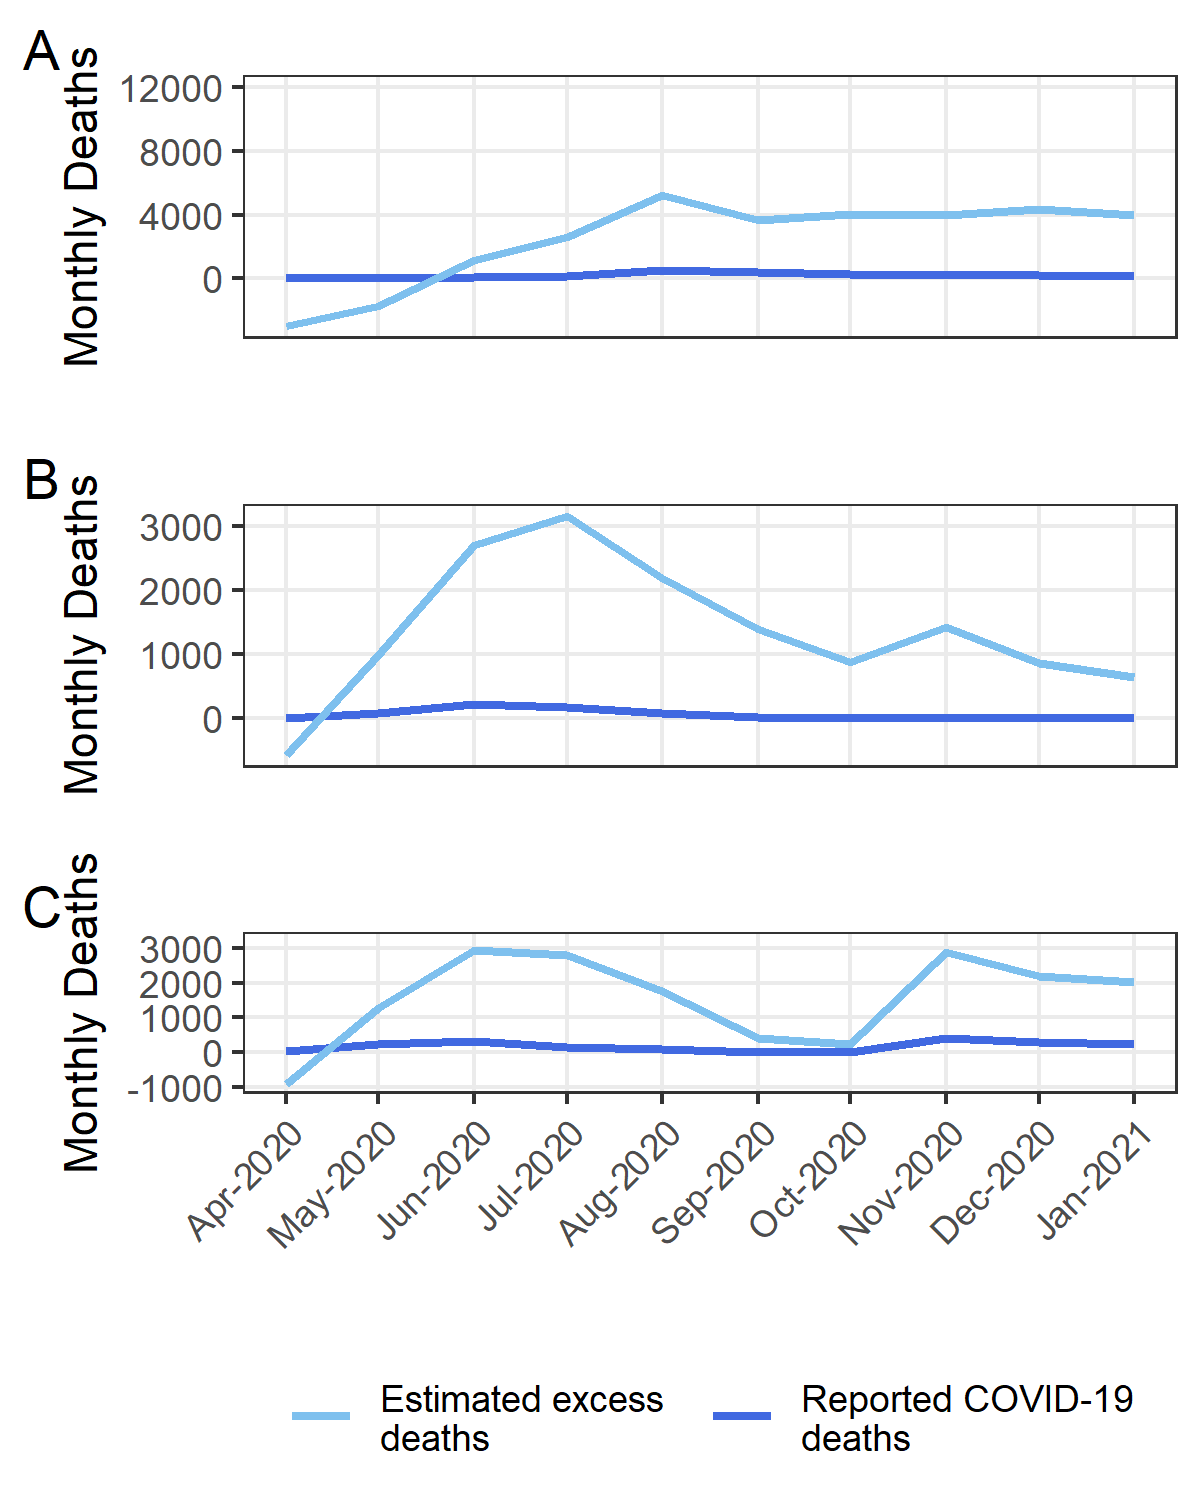 A
Monthly Deaths
12000
8000
4000
0
B
Monthly Deaths
3000
2000
1000
0
C
Monthly Deaths
3000
2000
1000
0
-1000
Apr-2020
May-2020
Jun-2020
Jul-2020
Aug-2020
Sep-2020
Oct-2020
Nov-2020
Dec-2020
Jan-2021
Estimated excess
deaths
Reported COVID-19
deaths